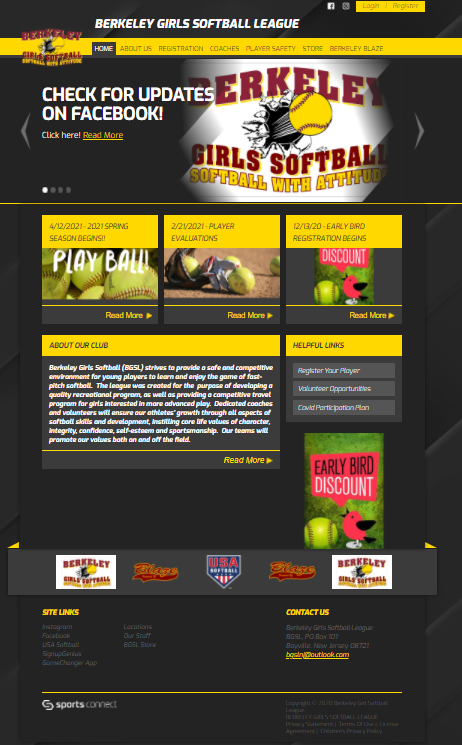 Login | Register
BERKELEY GIRLS SOFTBALL LEAGUE
BERKELEY
GIRLS SOFTBALL
SOFTBALL WITH ATTITUDE
HOME ABOUT US REGISTRATION COACHES PLAYER SAFETY STORE BERKELEY BLAZE
CHECK FOR UPDATES
ON FACEBOOK!
Click here! Read More
BERKELEY
GIRLS SOFTBALL
SOFTBALL WITH ATTITUDE
4/12/2021 - 2021 SPRING
SEASON BEGINS!!
2/21/2021 - PLAYER
EVALUATIONS
12/13/20 - EARLY BIRD
REGISTRATION BEGINS
PLAY BALL!
DISCOUNT
Read More
Read More
Read More
ABOUT OUR CLUB
Berkeley Girls Softball (BGSL) strives to provide a safe and competitive
environment for young players to learn and enjoy the game of fast-
pitch softball. The league was created for the purpose of developing a
quality recreational program, as well as providing a competitive travel
program for girls interested in more advanced play. Dedicated coaches
and volunteers will ensure our athletes' growth through all aspects of
softball skills and development, instilling core life values of character,
integrity, confidence, self-esteem and sportsmanship. Our teams will
promote our values both on and off the field.
Read More
HELPFUL LINKS
Register Your Player
Volunteer Opportunities
Covid Participation Plan
EARLY BIRD
DISCOUNT
BERKELEY
GIRLS SOFTBALL
Blaze
USA
SOFTBALL
Blaze
BERKELEY
GIRLS SOFTBALL
SITE LINKS
Instagram
Facebook
USA Softball
SignupGenius
GameChanger App
Locations
Our Staff
BGSL Store
CONTACT US
Berkeley Girls Softball League
BGSL, PO Box 101
Bayville, New Jersey 08721
bgslnj@outlook.com
sports connect
Copyright © 2020 Berkeley Girl Softball
League
BERKELEY GIRLS SOFTBALL LEAGUE
Privacy Statement | Terms Of Use | License
Agreement | Children's Privacy Policy